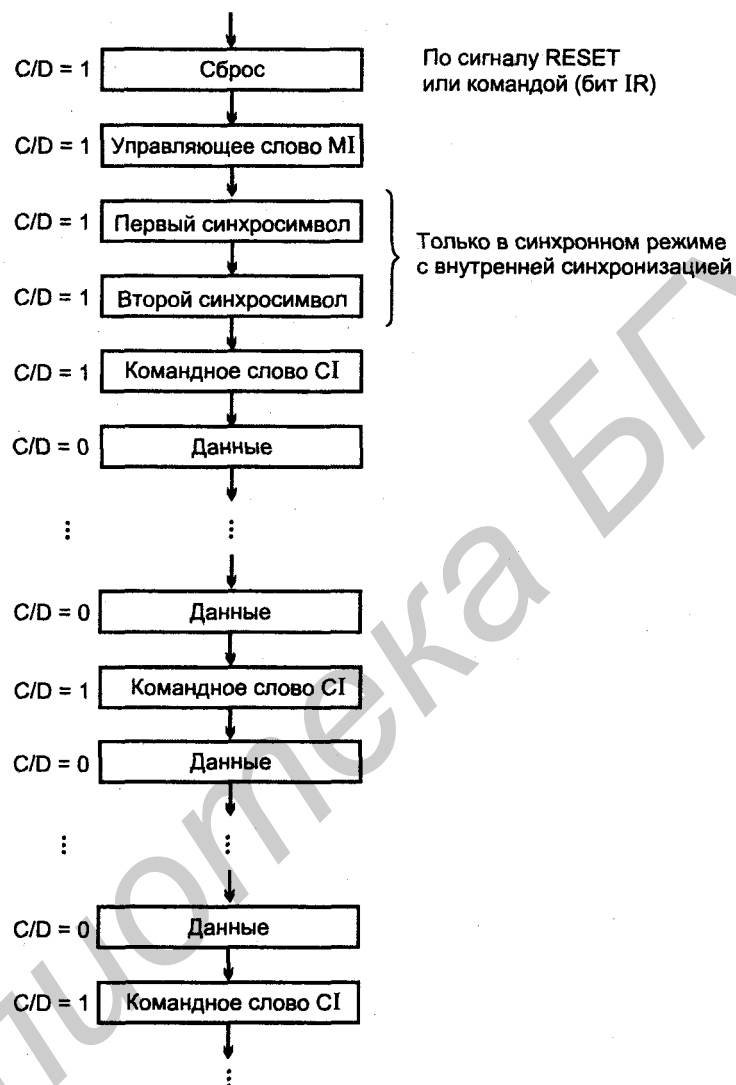 C/D = 1 Сброс
По сигналу RESET
или командой (бит IR)
C/D = 1 Управляющее слово MI
C/D = 1 Первый синхросимвол
Только в синхронном режиме
с внутренней синхронизацией
C/D = 1 Второй синхросимвол
C/D = 1 Командное слово CI
C/D = 0 Данные
⋮ ⋮
C/D = 0 Данные
C/D = 1 Командное слово CI
C/D = 0 Данные
⋮ ⋮
C/D = 0 Данные
C/D = 1 Командное слово CI
⋮